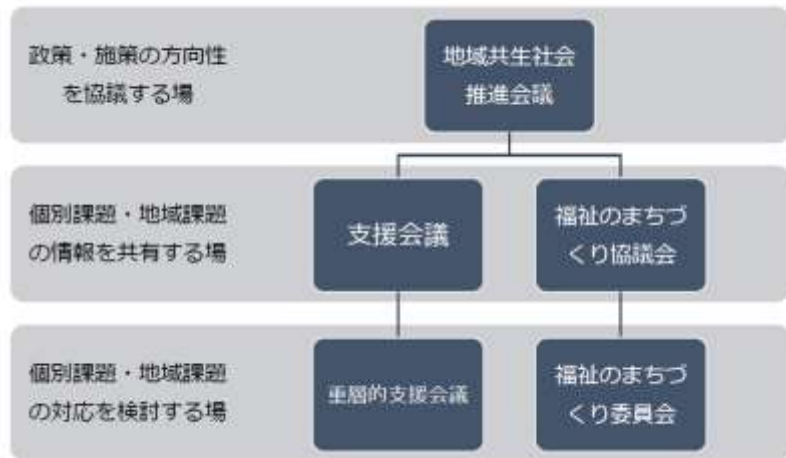 政策・施策の方向性
を協議する場
地域共生社会
推進会議
個別課題・地域課題
の情報を共有する場
支援会議
福祉のまちづ
くり協議会
個別課題・地域課題
の対応を検討する場
重層的支援会議
福祉のまちづ
くり委員会